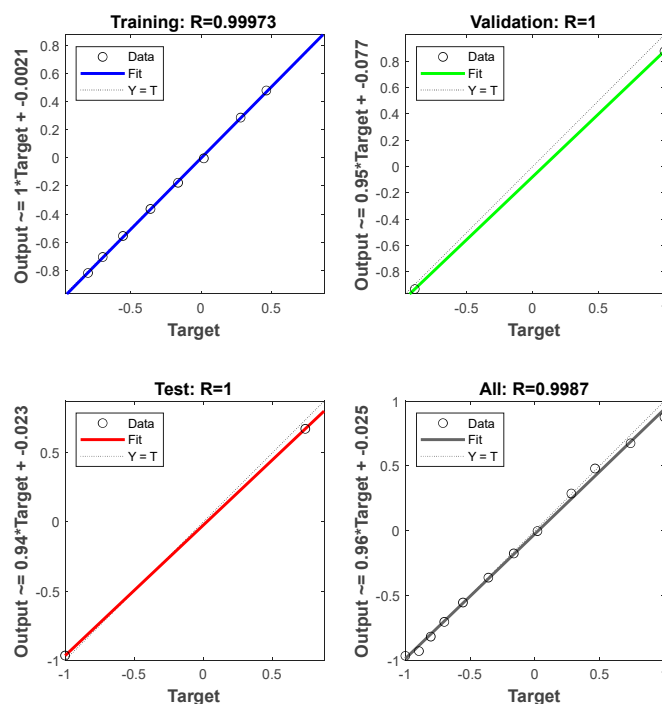 Training: R=0.99973
Output ~= 1*Target + -0.0021
0.8
0.6
0.4
0.2
0
-0.2
-0.4
-0.6
-0.8
Data
Fit
Y = T
-0.5
0
0.5
Target
Validation: R=1
Output ~= 0.95*Target + -0.077
0.8
0.6
0.4
0.2
0
-0.2
-0.4
-0.6
-0.8
Data
Fit
Y = T
-0.5
0
0.5
Target
Test: R=1
Output ~= 0.94*Target + -0.023
0.5
0
-0.5
-1
Data
Fit
Y = T
-1
-0.5
0
0.5
Target
All: R=0.9987
Output ~= 0.96*Target + -0.025
1
0.5
0
-0.5
-1
Data
Fit
Y = T
-1
-0.5
0
0.5
Target